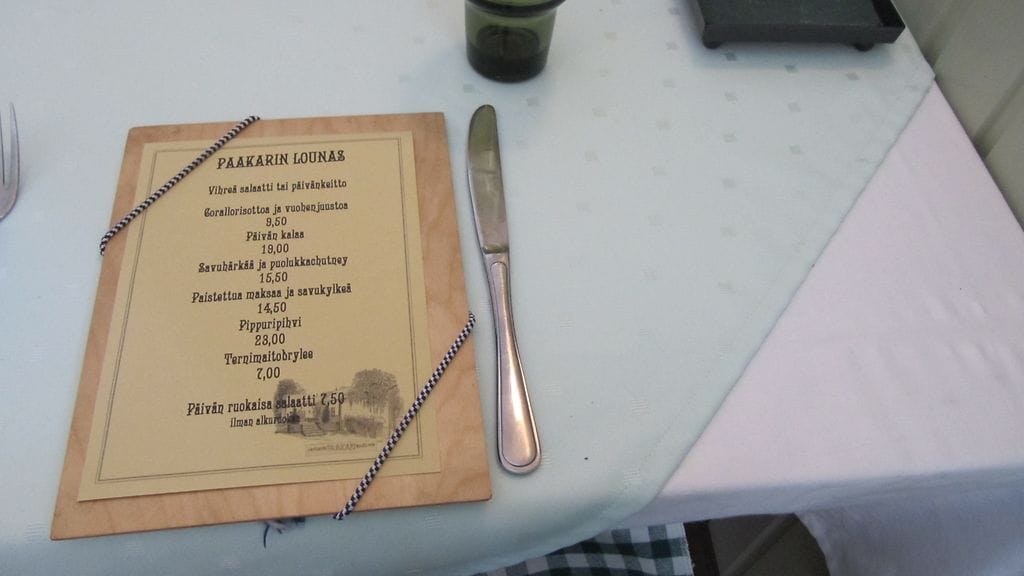 PAAKARIN LOUNAS
Vihreä salaatti tai päivänkeitto
Corallorisottoa ja vuohenjuustoa
9,50
Päivän kalaa
19,00
Savuhärkää ja puolukkachutney
15,50
Paistettua maksaa ja savukylkeä
14,50
Pippuripihvi
23,00
Ternimaitobrylee
7,00
Päivän ruokaisa salaatti 7,50
ilman alkuruokaa